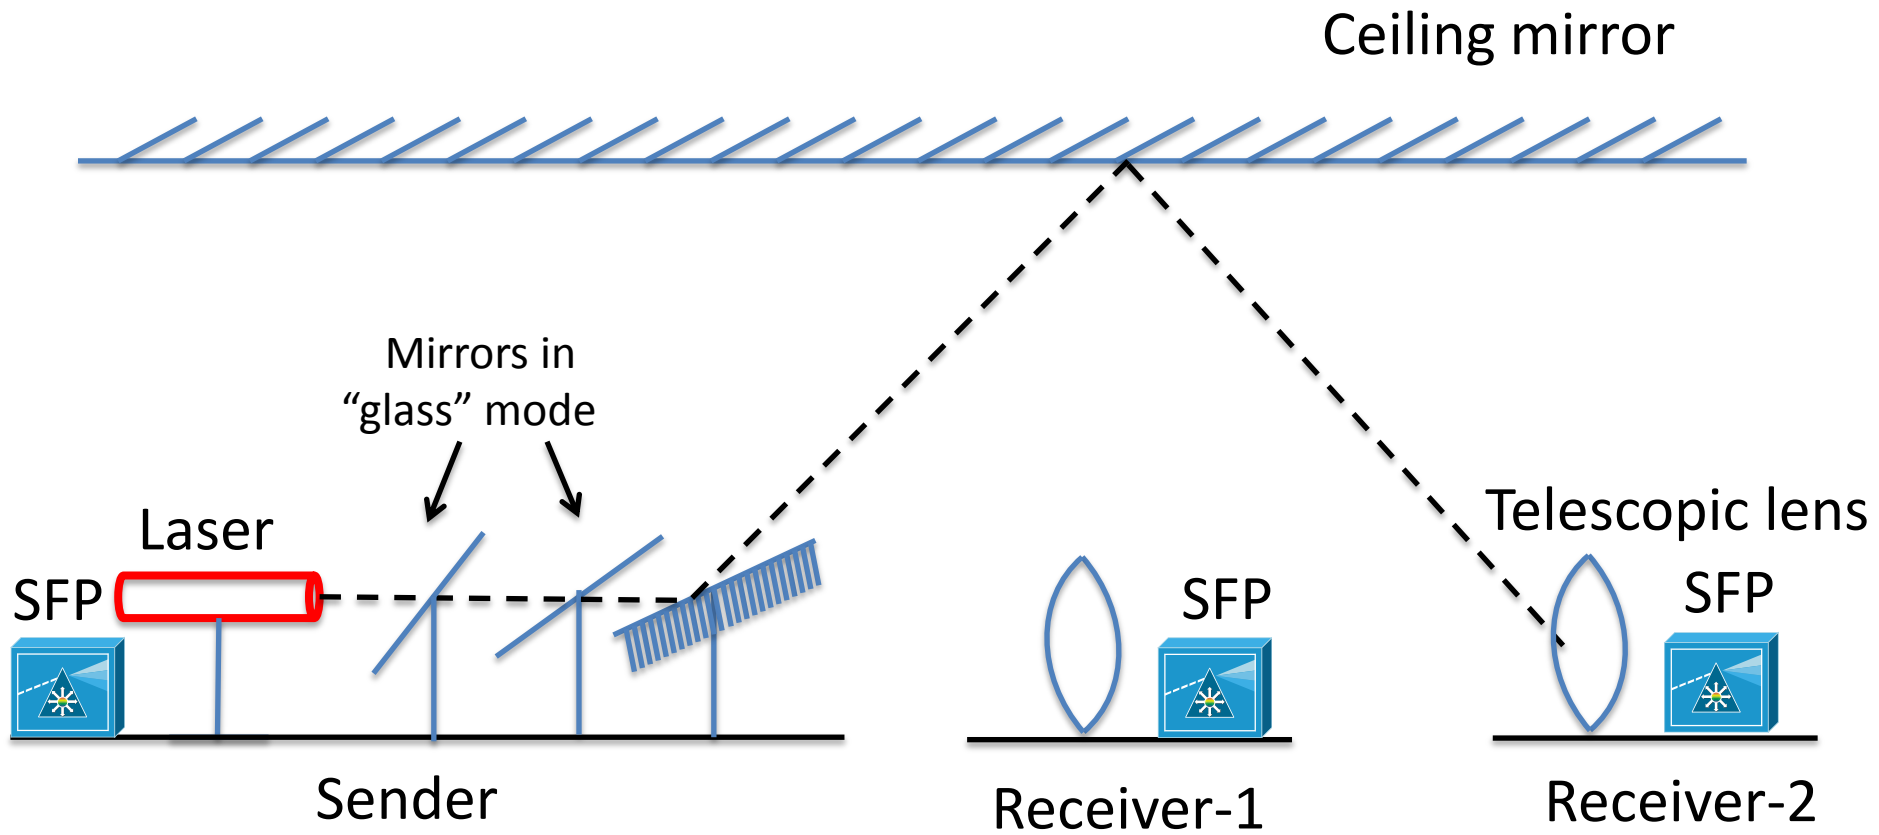 Ceiling mirror
Mirrors in
“glass” mode
Laser
SFP
Telescopic lens
SFP
SFP
Sender
Receiver-1
Receiver-2